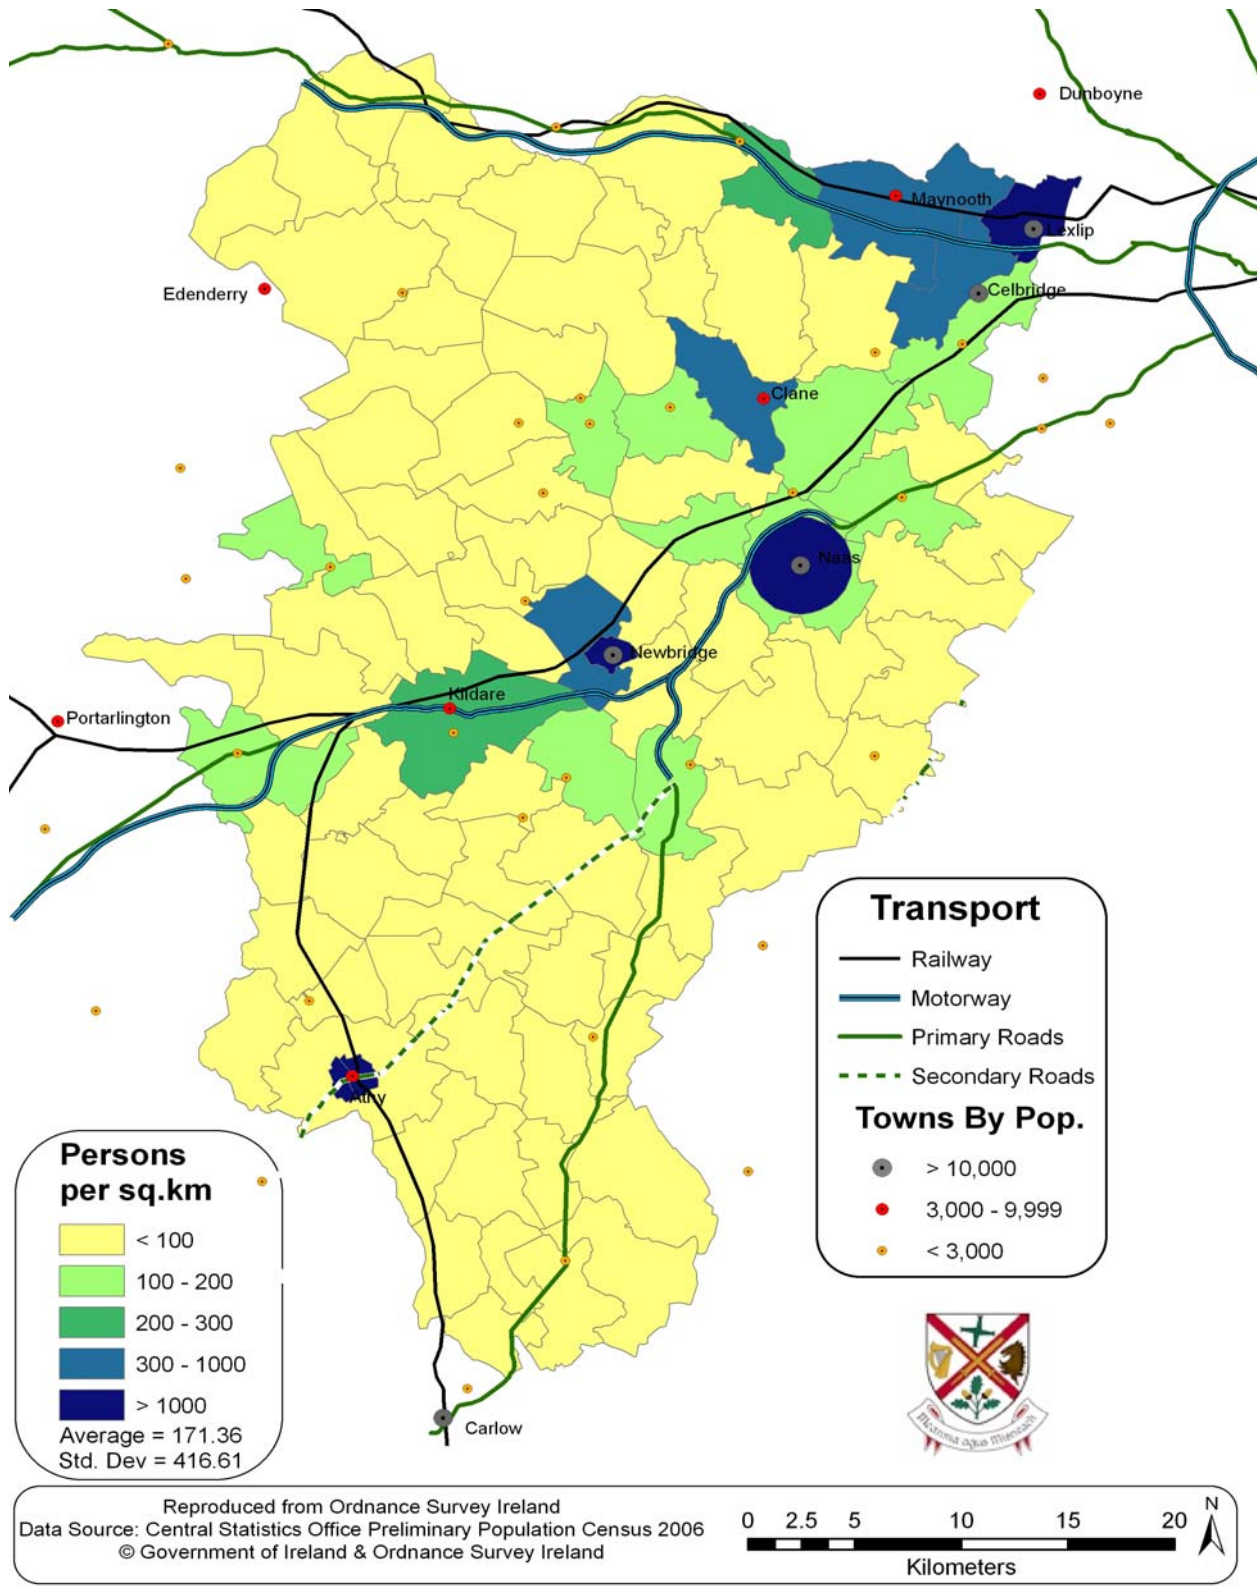 Dunboyne
Maynooth
Lexlip
Edenderry
Celbridge
Clane
Naas
Newbridge
Kildare
Portarlington
Athy
Carlow
Transport
Railway
Motorway
Primary Roads
Secondary Roads
Towns By Pop.
> 10,000
3,000 - 9,999
< 3,000
Persons
per sq.km
< 100
100 - 200
200 - 300
300 - 1000
> 1000
Average = 171.36
Std. Dev = 416.61
Meanma agus Misneach
Reproduced from Ordnance Survey Ireland
Data Source: Central Statistics Office Preliminary Population Census 2006
© Government of Ireland & Ordnance Survey Ireland
0 2.5 5 10 15 20
Kilometers
N